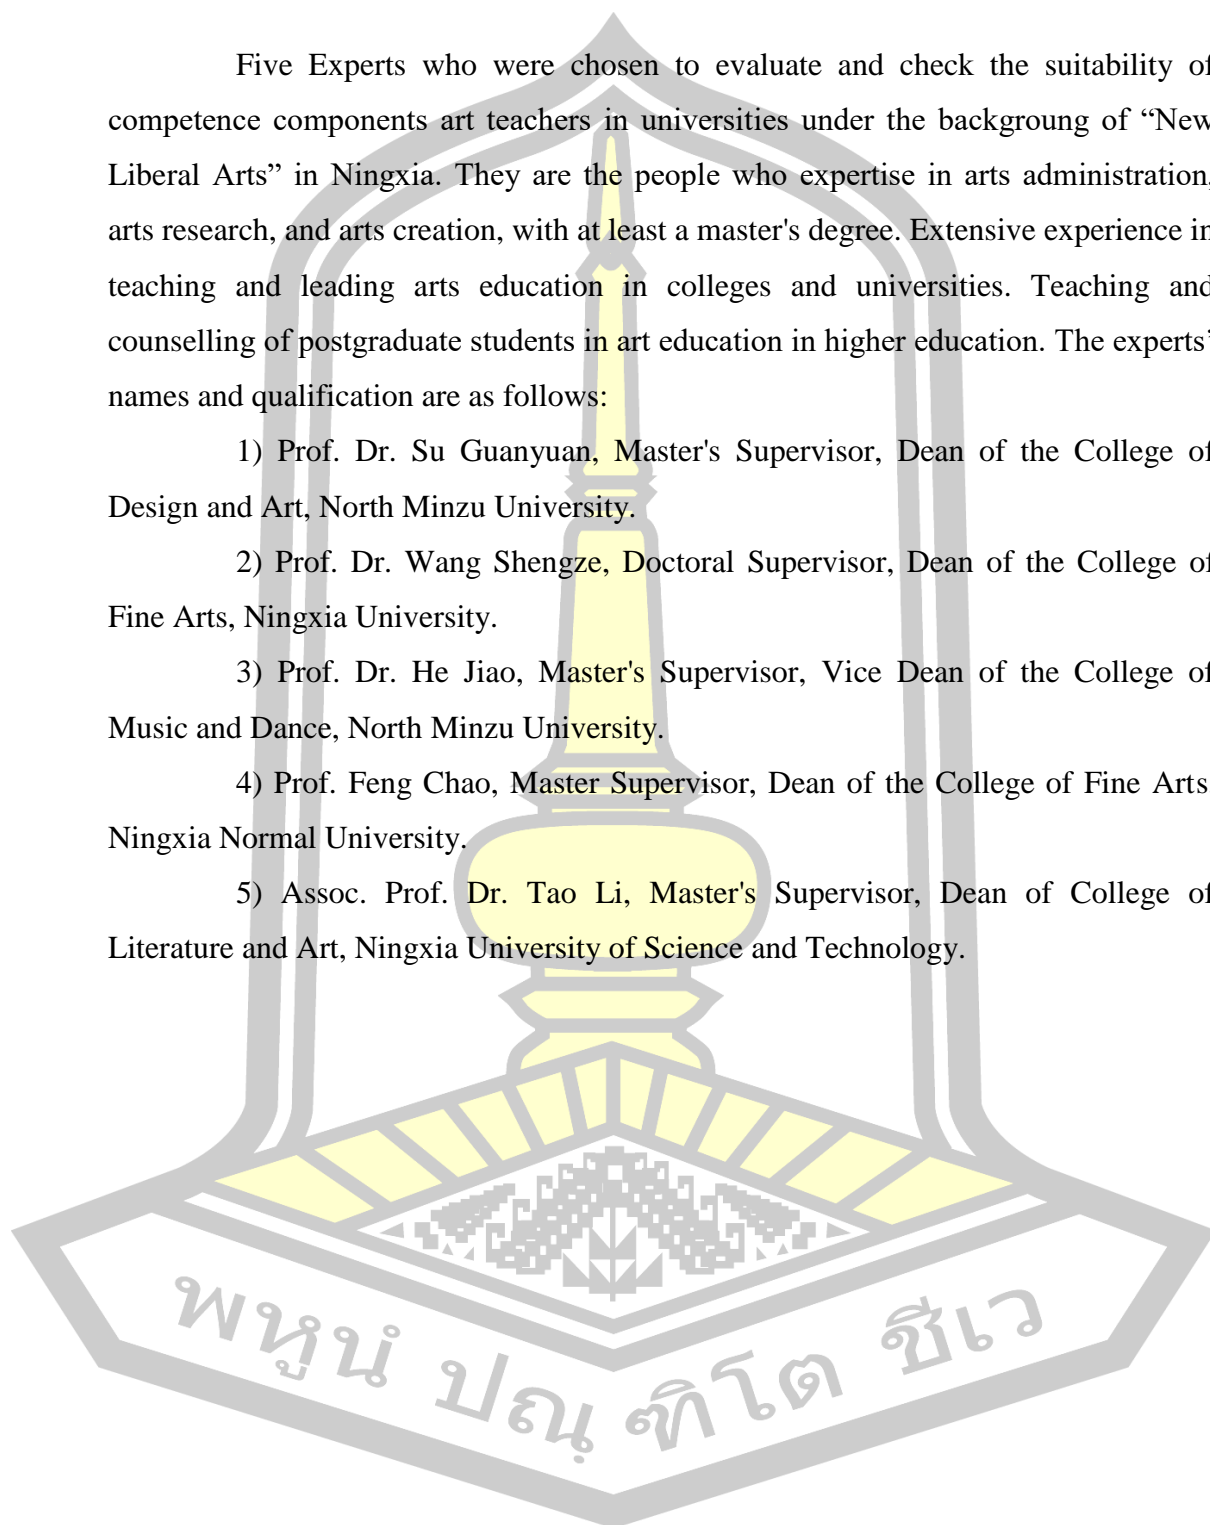 Five Experts who were chosen to evaluate and check the suitability of
competence components art teachers in universities under the backgroung of “New
Liberal Arts” in Ningxia. They are the people who expertise in arts administration,
arts research, and arts creation, with at least a master's degree. Extensive experience in
teaching and leading arts education in colleges and universities. Teaching and
counselling of postgraduate students in art education in higher education. The experts’
names and qualification are as follows:
1) Prof. Dr. Su Guanyuan, Master's Supervisor, Dean of the College of
Design and Art, North Minzu University.
2) Prof. Dr. Wang Shengze, Doctoral Supervisor, Dean of the College of
Fine Arts, Ningxia University.
3) Prof. Dr. He Jiao, Master's Supervisor, Vice Dean of the College of
Music and Dance, North Minzu University.
4) Prof. Feng Chao, Master Supervisor, Dean of the College of Fine Arts
Ningxia Normal University.
5) Assoc. Prof. Dr. Tao Li, Master's Supervisor, Dean of College of
Literature and Art, Ningxia University of Science and Technology.
พหูนํ ปณฺ ฑิโต ชีเว